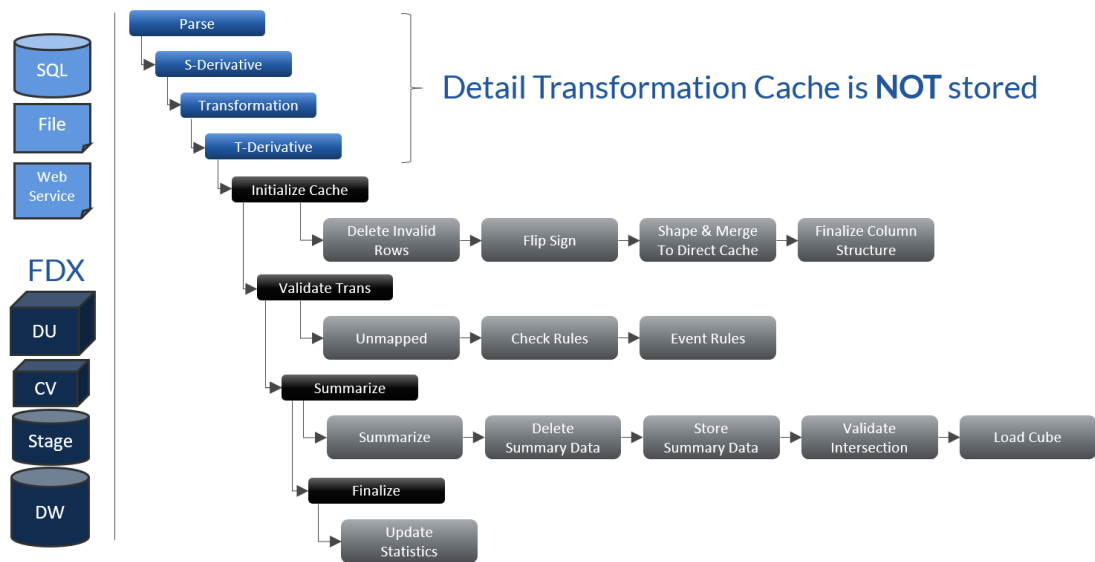 Parse
S-Derivative
Transformation
T-Derivative
Detail Transformation Cache is NOT stored
SQL
File
Web
Service
FDX
DU
CV
Stage
DW
Initialize Cache
Delete Invalid
Rows
Flip Sign
Shape & Merge
To Direct Cache
Finalize Column
Structure
Validate Trans
Unmapped
Check Rules
Event Rules
Summarize
Summarize
Delete
Summary Data
Store
Summary Data
Validate
Intersection
Load Cube
Finalize
Update
Statistics